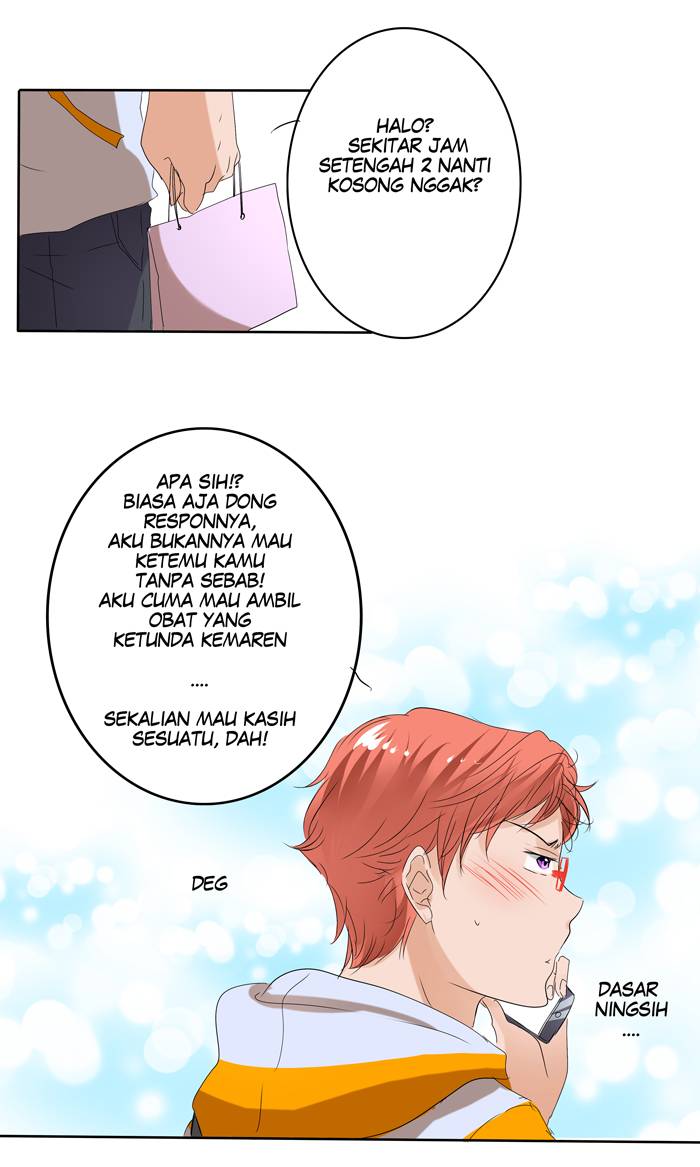 HALO?
SEKITAR JAM
SETENGAH 2 NANTI
KOSONG NGGAK?
APA SIH!?
BIASA AJA DONG
RESPONNYA,
AKU BUKANNYA MAU
KETEMU KAMU
TANPA SEBAB!
AKU CUMA MAU AMBIL
OBAT YANG
KETUNDA KEMAREN
....
SEKALIAN MAU KASIH
SESUATU, DAH!
DEG
DASAR
NINGSIH
....